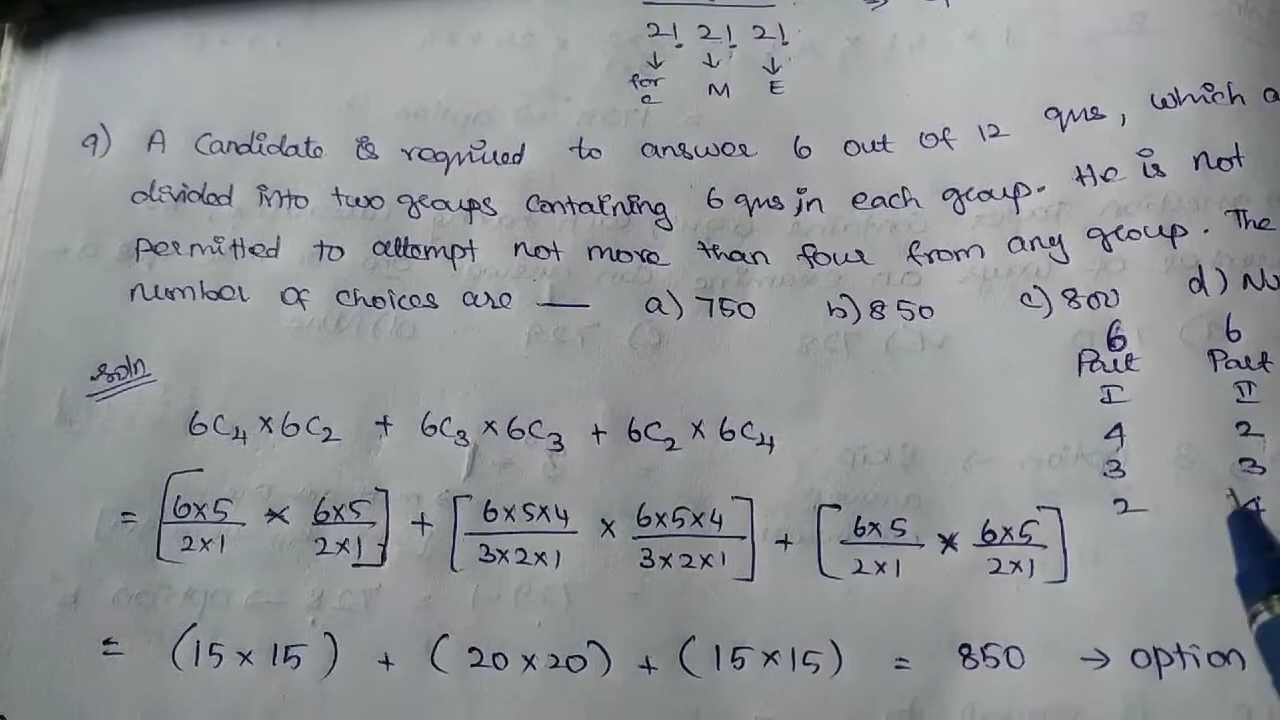 2! 2! 2!
↓ ↓ ↓
for M E
a
9) A Candidate is required to answer 6 out of 12 qns, which a
divided into two groups Containing 6 qns in each group. He is not
permitted to attempt not more than four from any group. The
number of choices are — a) 750 b) 850 c) 800 d) No
Soln
6 6
Part Part
I II
6C₄ × 6C₂ + 6C₃ × 6C₃ + 6C₂ × 6C₄
4 2
3 3
2 4
= [6×5/2×1 × 6×5/2×1] + [6×5×4/3×2×1 × 6×5×4/3×2×1] + [6×5/2×1 × 6×5/2×1]
= (15×15) + (20×20) + (15×15) = 850 → option